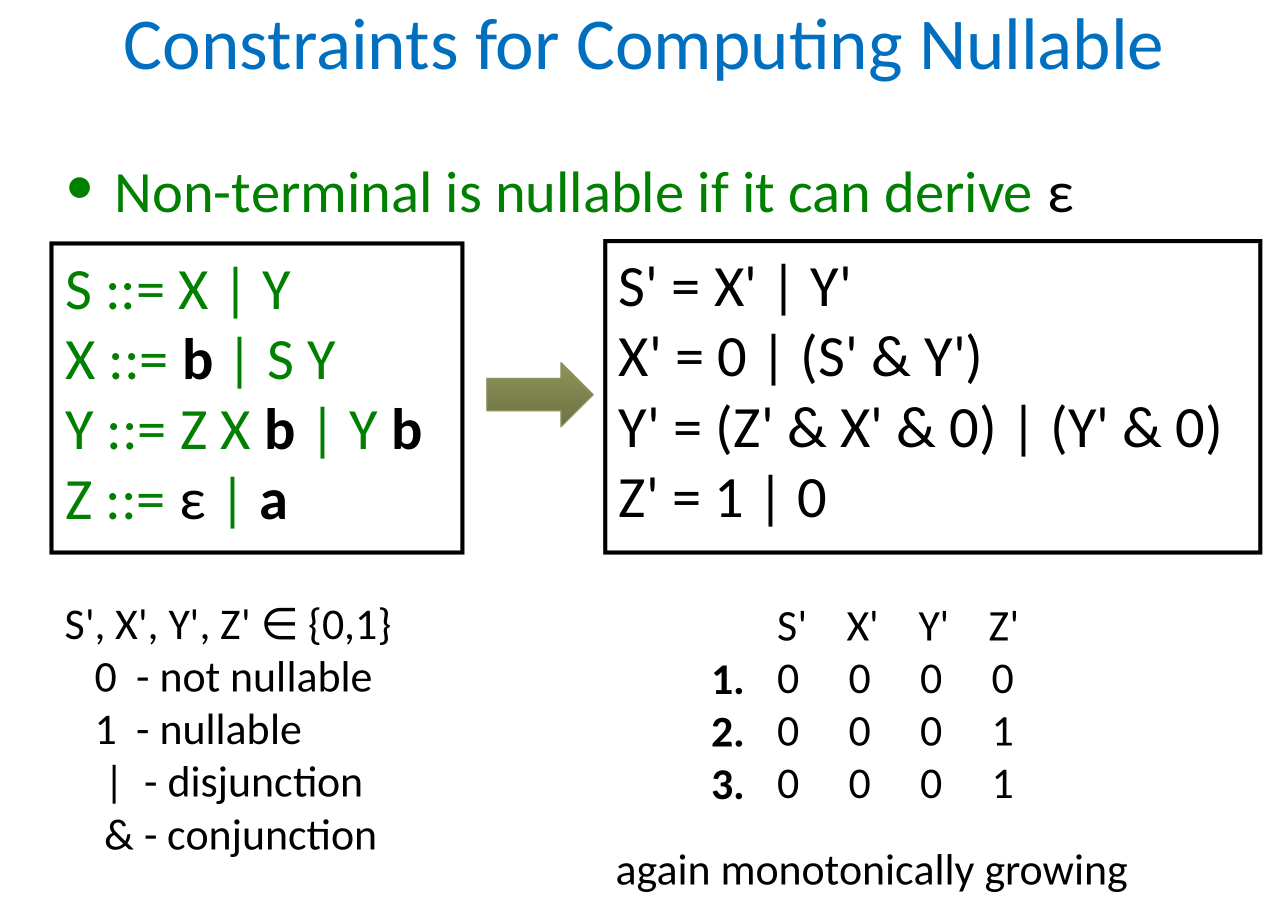 Constraints for Computing Nullable
• Non-terminal is nullable if it can derive ε
S ::= X | Y
X ::= b | S Y
Y ::= Z X b | Y b
Z ::= ε | a
S' = X' | Y'
X' = 0 | (S' & Y')
Y' = (Z' & X' & 0) | (Y' & 0)
Z' = 1 | 0
S', X', Y', Z' ∈ {0,1}
0 - not nullable
1 - nullable
| - disjunction
& - conjunction
S' X' Y' Z'
1. 0 0 0 0
2. 0 0 0 1
3. 0 0 0 1
again monotonically growing